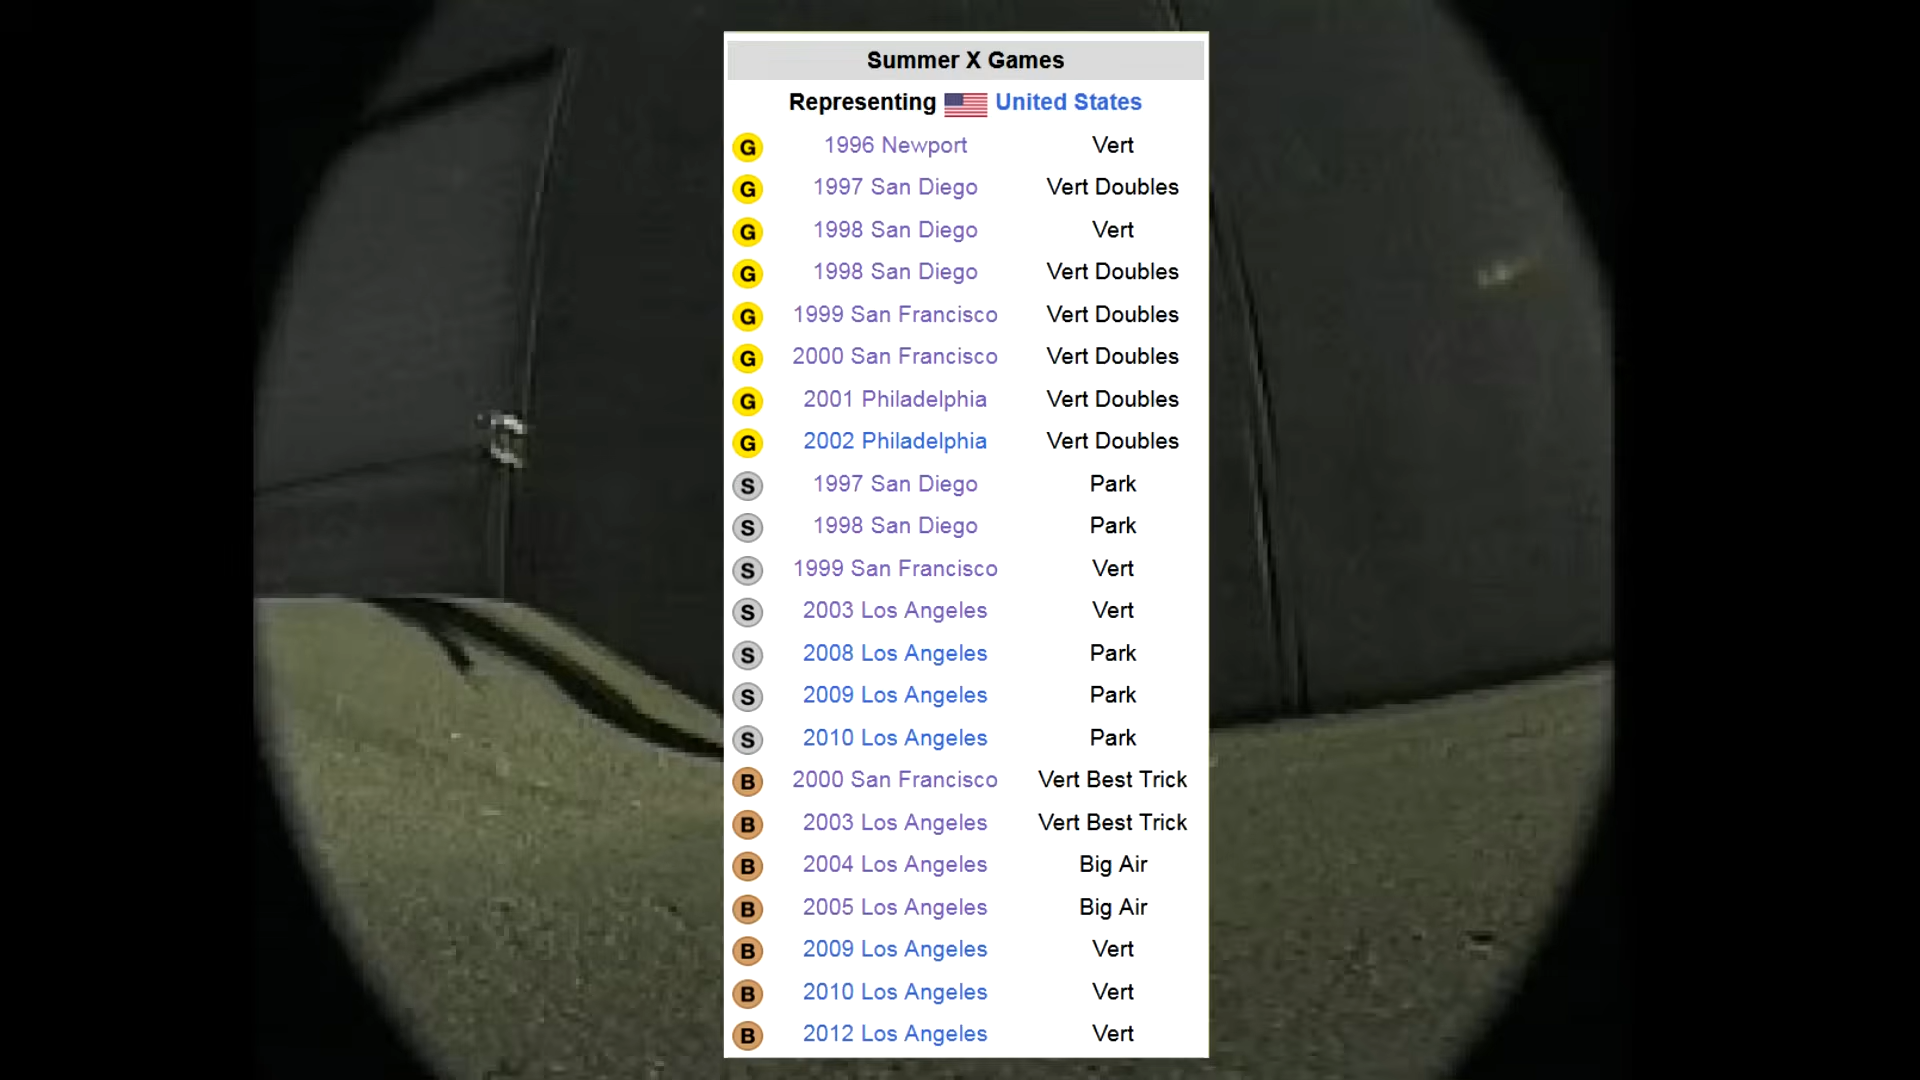 Summer X Games
Representing United States
G 1996 Newport Vert
G 1997 San Diego Vert Doubles
G 1998 San Diego Vert
G 1998 San Diego Vert Doubles
G 1999 San Francisco Vert Doubles
G 2000 San Francisco Vert Doubles
G 2001 Philadelphia Vert Doubles
G 2002 Philadelphia Vert Doubles
S 1997 San Diego Park
S 1998 San Diego Park
S 1999 San Francisco Vert
S 2003 Los Angeles Vert
S 2008 Los Angeles Park
S 2009 Los Angeles Park
S 2010 Los Angeles Park
B 2000 San Francisco Vert Best Trick
B 2003 Los Angeles Vert Best Trick
B 2004 Los Angeles Big Air
B 2005 Los Angeles Big Air
B 2009 Los Angeles Vert
B 2010 Los Angeles Vert
B 2012 Los Angeles Vert